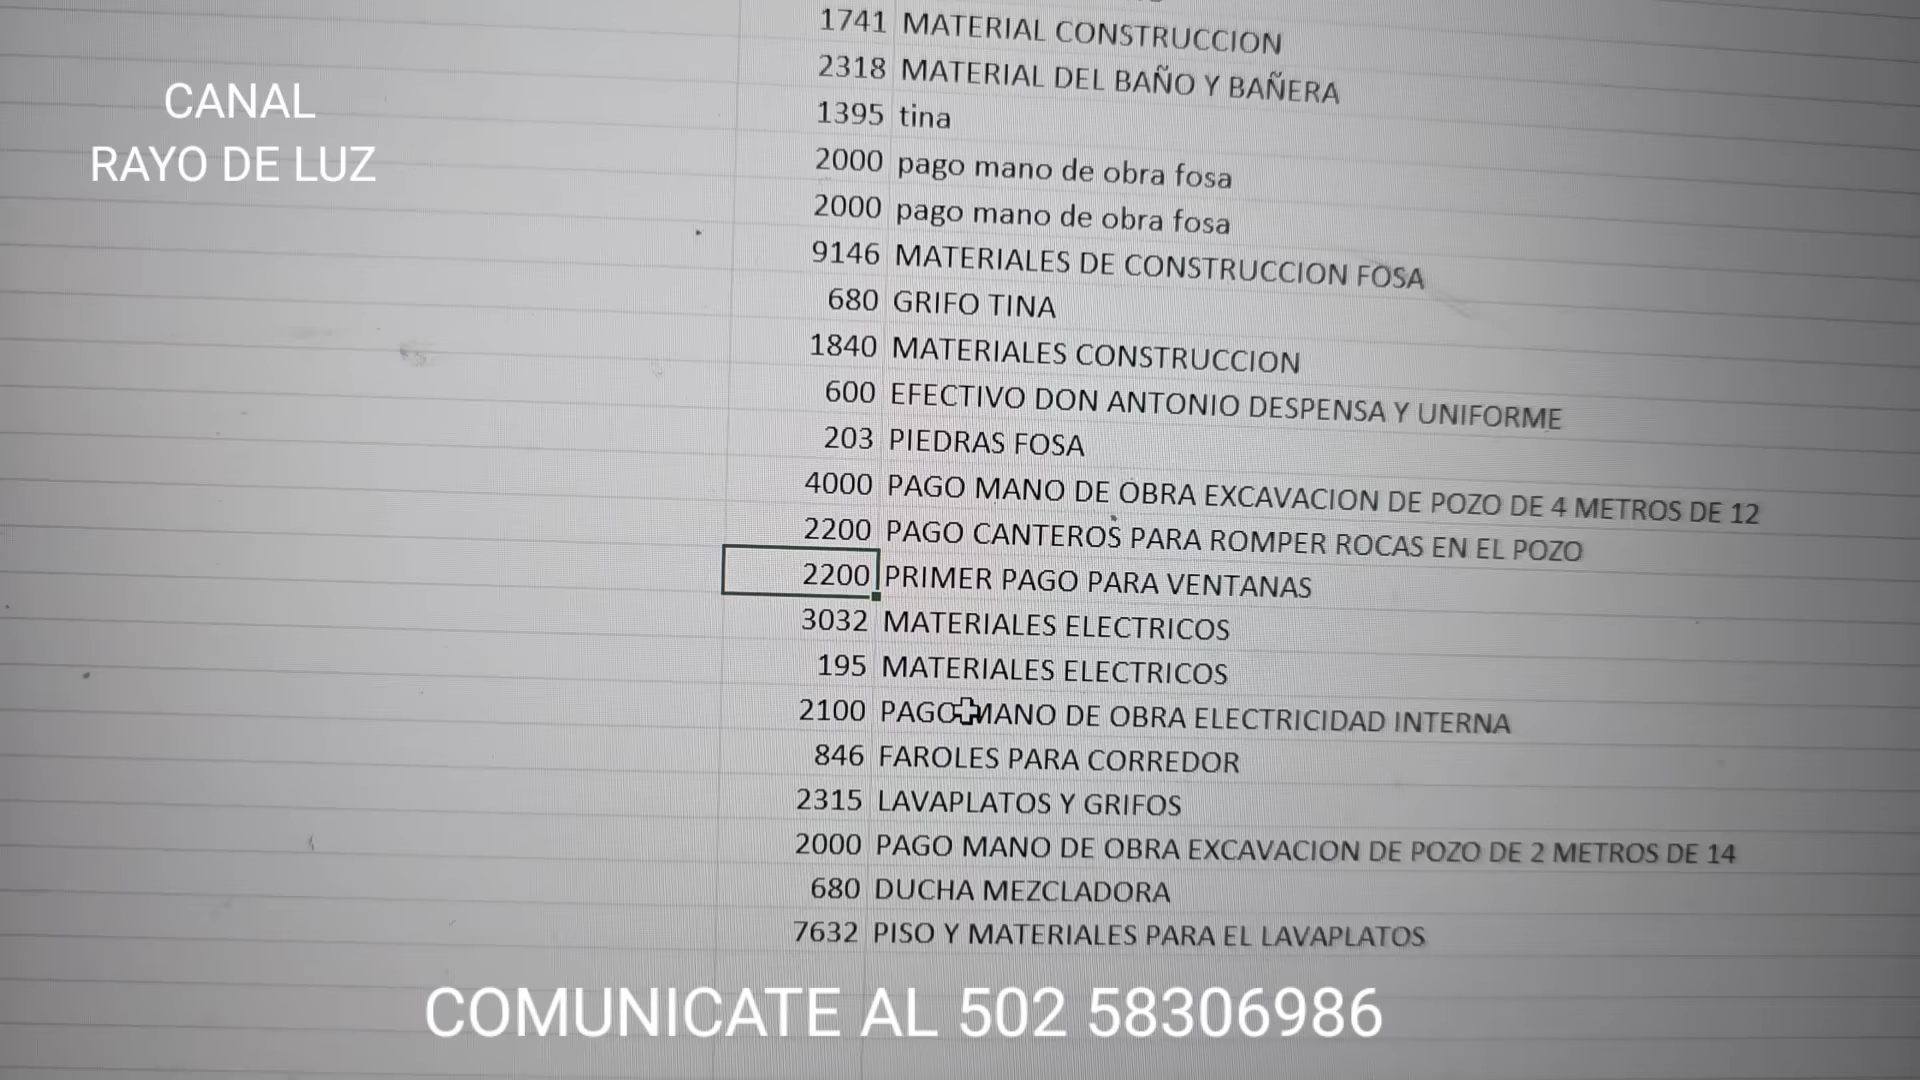 CANAL
RAYO DE LUZ
1741 MATERIAL CONSTRUCCION
2318 MATERIAL DEL BAÑO Y BAÑERA
1395 tina
2000 pago mano de obra fosa
2000 pago mano de obra fosa
9146 MATERIALES DE CONSTRUCCION FOSA
680 GRIFO TINA
1840 MATERIALES CONSTRUCCION
600 EFECTIVO DON ANTONIO DESPENSA Y UNIFORME
203 PIEDRAS FOSA
4000 PAGO MANO DE OBRA EXCAVACION DE POZO DE 4 METROS DE 12
2200 PAGO CANTEROS PARA ROMPER ROCAS EN EL POZO
2200 PRIMER PAGO PARA VENTANAS
3032 MATERIALES ELECTRICOS
195 MATERIALES ELECTRICOS
2100 PAGO MANO DE OBRA ELECTRICIDAD INTERNA
846 FAROLES PARA CORREDOR
2315 LAVAPLATOS Y GRIFOS
2000 PAGO MANO DE OBRA EXCAVACION DE POZO DE 2 METROS DE 14
680 DUCHA MEZCLADORA
7632 PISO Y MATERIALES PARA EL LAVAPLATOS
COMUNICATE AL 502 58306986